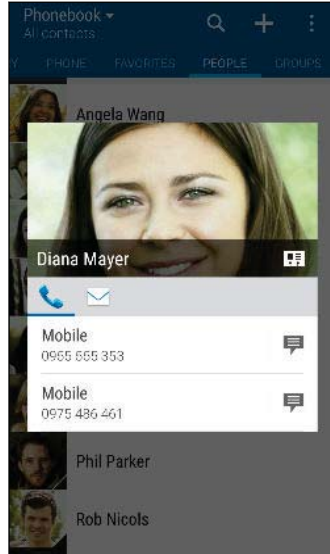 Phonebook
All contacts
Y PHONE FAVORITES PEOPLE GROUPS
Angela Wang
Diana Mayer
Mobile
0955 555 353
Mobile
0975 486 461
Phil Parker
Rob Nicols